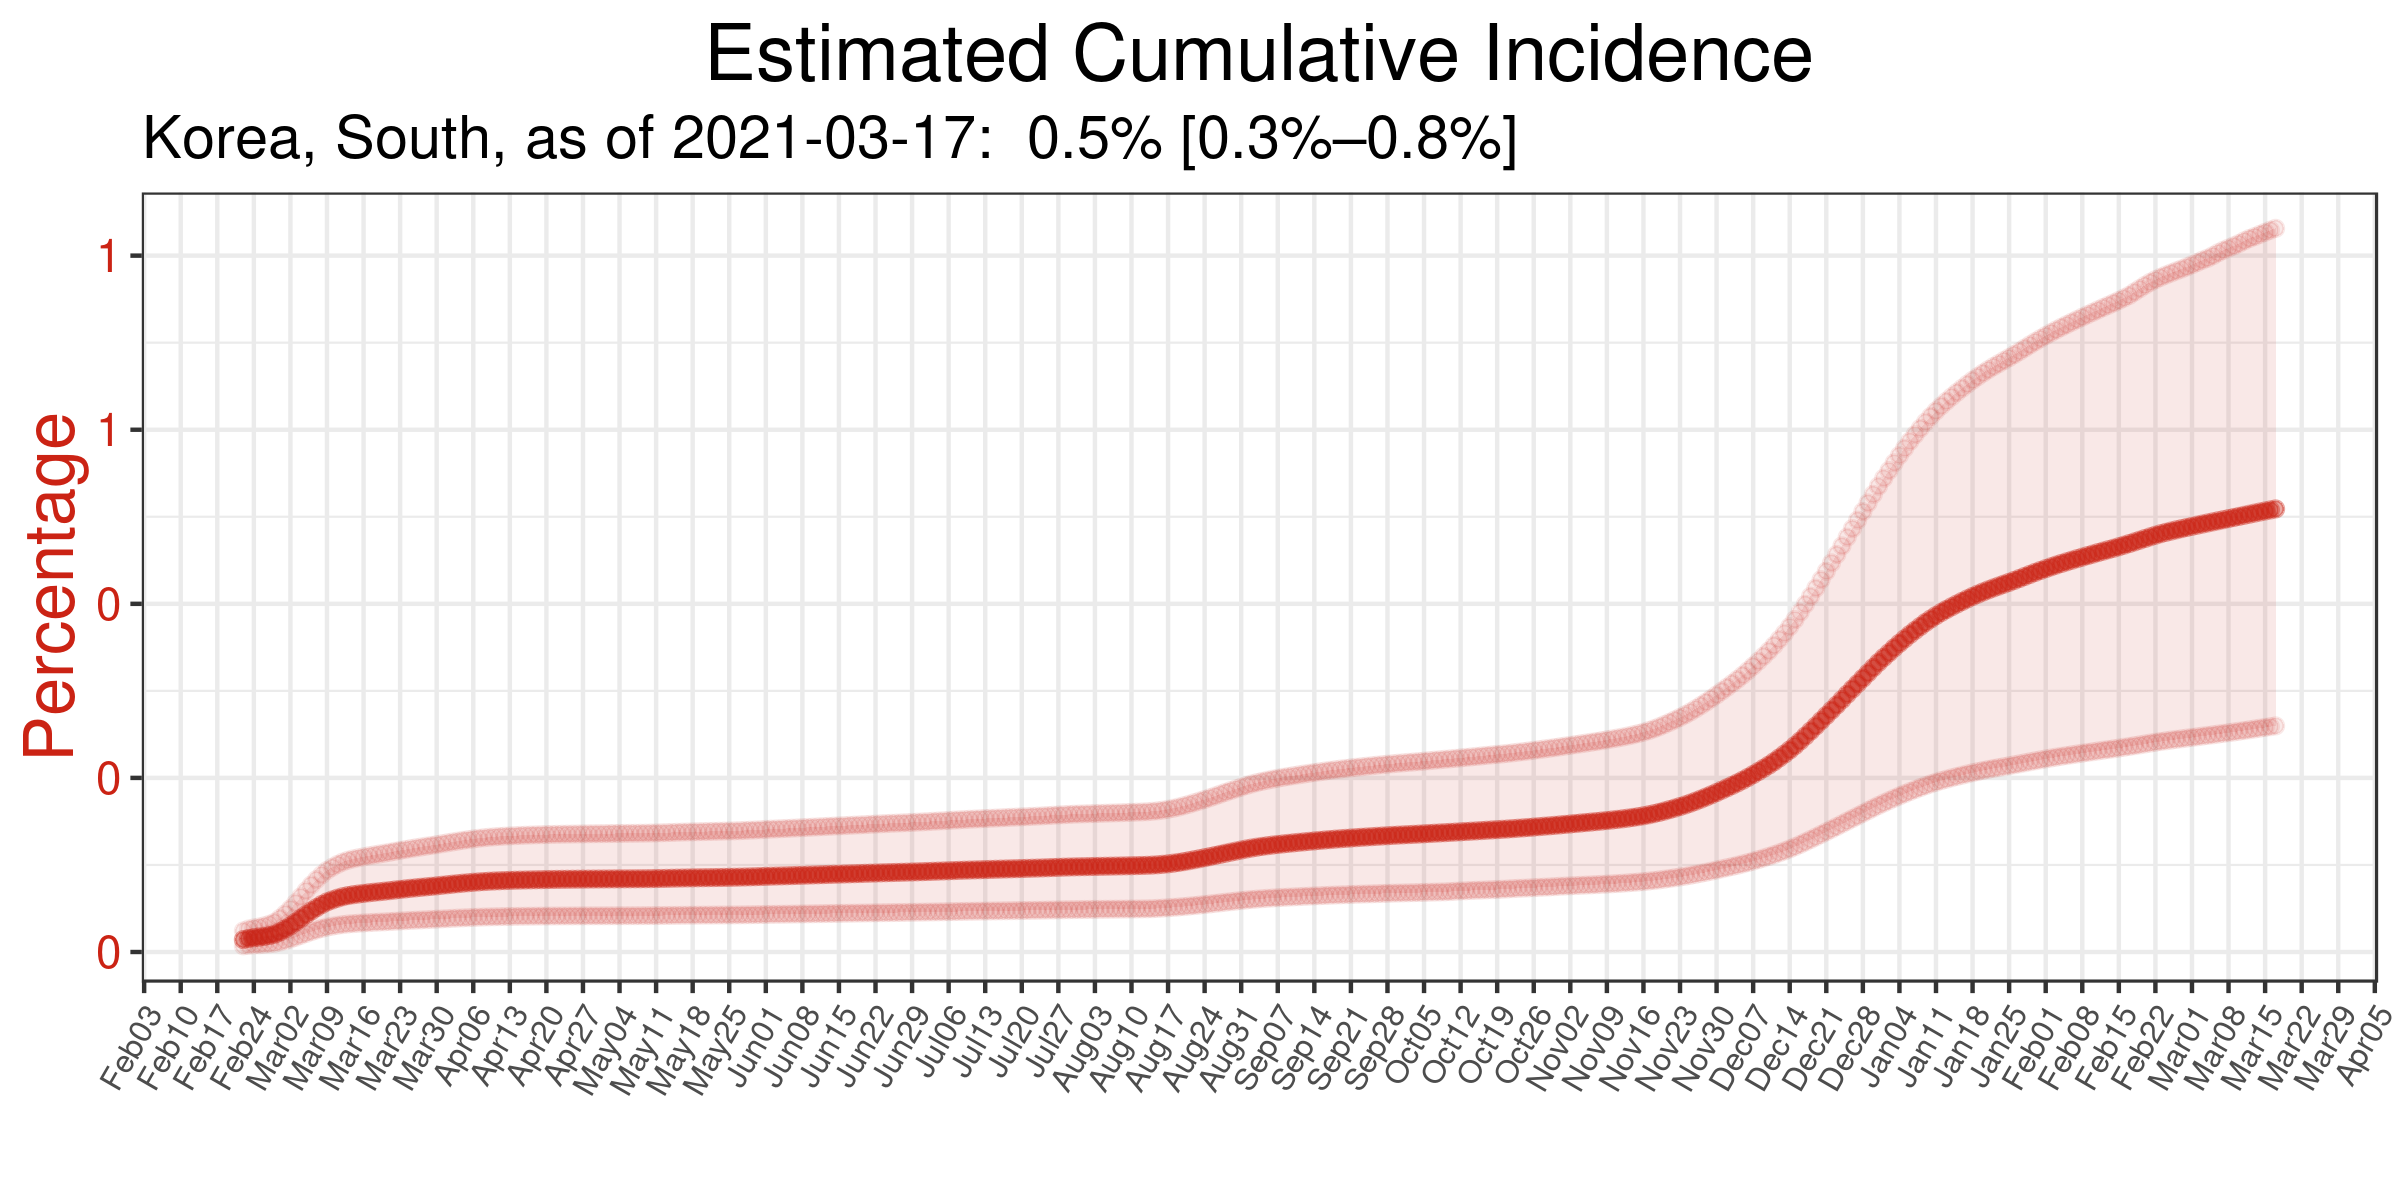 Estimated Cumulative Incidence
Korea, South, as of 2021-03-17:  0.5% [0.3%–0.8%]
Percentage
1
1
0
0
0
Feb03
Feb10
Feb17
Feb24
Mar02
Mar09
Mar16
Mar23
Mar30
Apr06
Apr13
Apr20
Apr27
May04
May11
May18
May25
Jun01
Jun08
Jun15
Jun22
Jun29
Jul06
Jul13
Jul20
Jul27
Aug03
Aug10
Aug17
Aug24
Aug31
Sep07
Sep14
Sep21
Sep28
Oct05
Oct12
Oct19
Oct26
Nov02
Nov09
Nov16
Nov23
Nov30
Dec07
Dec14
Dec21
Dec28
Jan04
Jan11
Jan18
Jan25
Feb01
Feb08
Feb15
Feb22
Mar01
Mar08
Mar15
Mar22
Mar29
Apr05